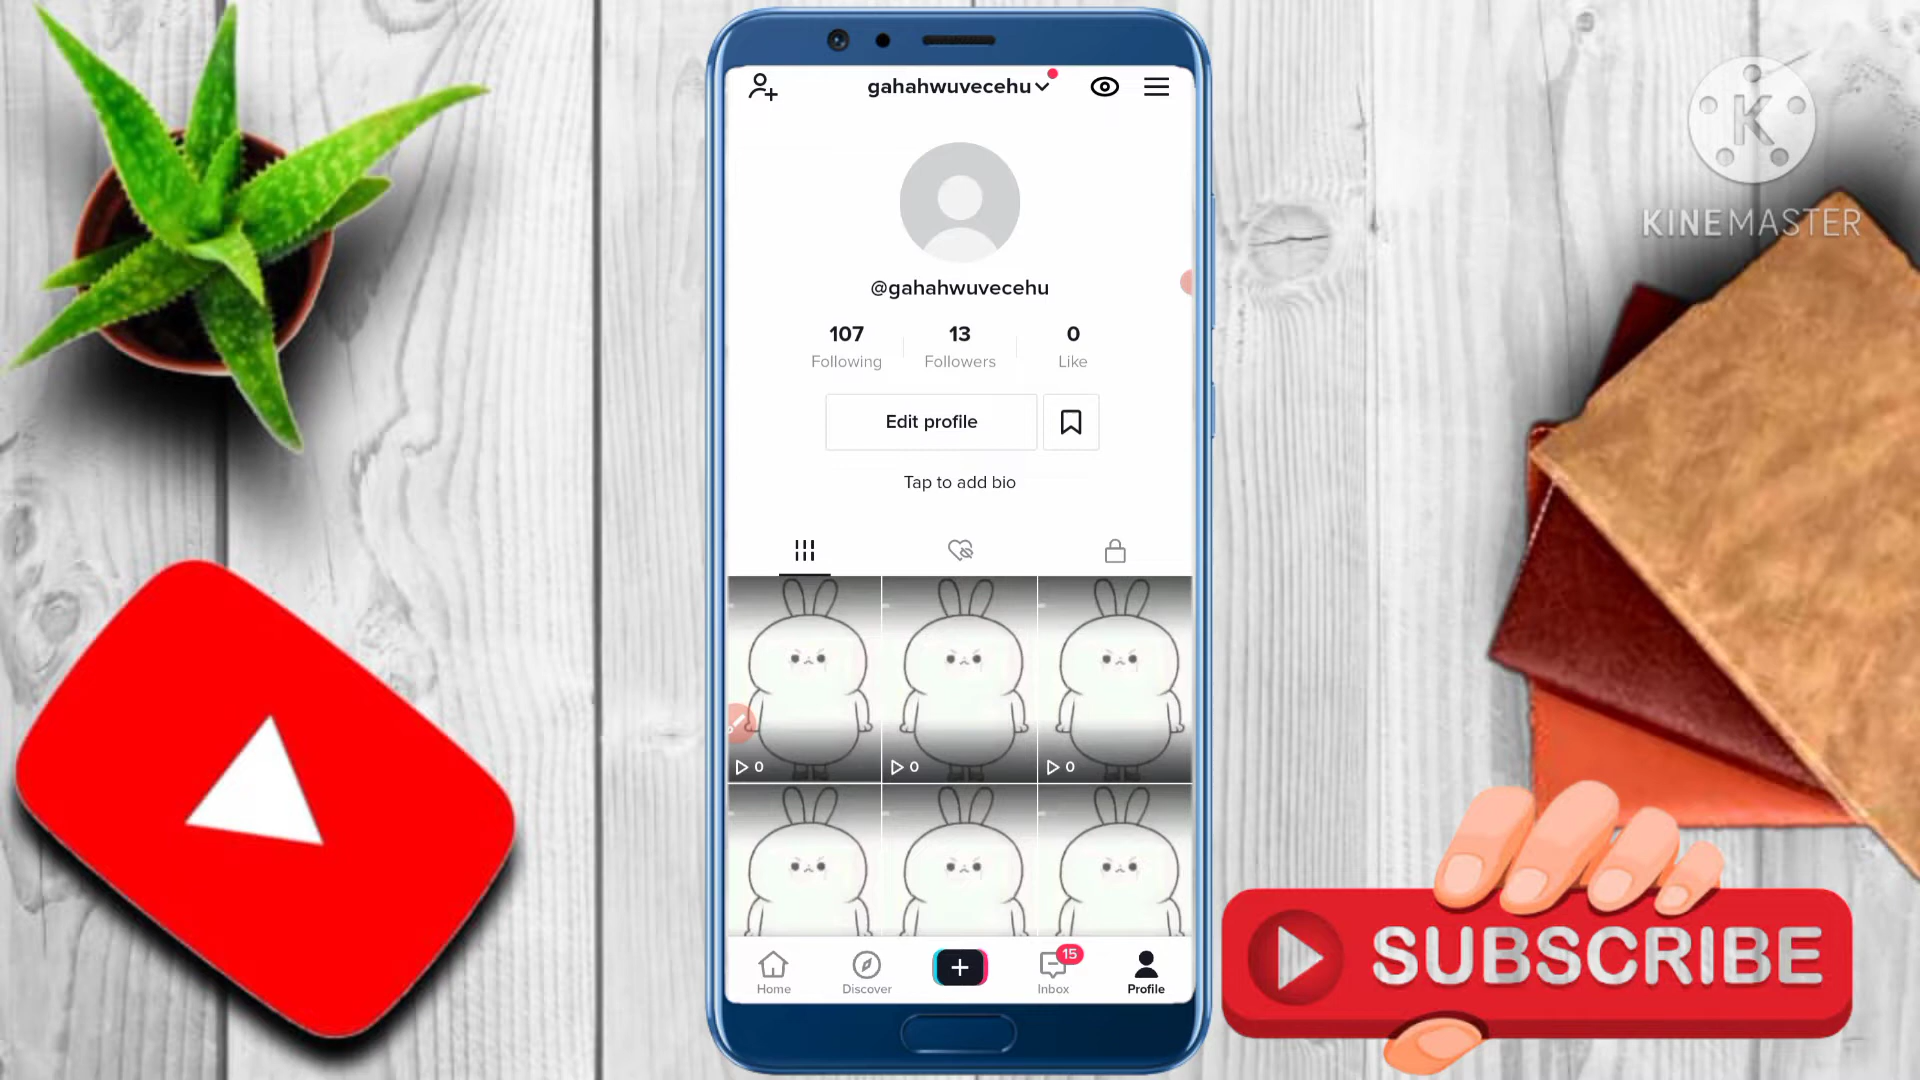 gahahwuvecehu
@gahahwuvecehu
107
Following
13
Followers
0
Like
Edit profile
Tap to add bio
0
0
0
Home
Discover
15
Inbox
Profile
K
KINEMASTER
SUBSCRIBE